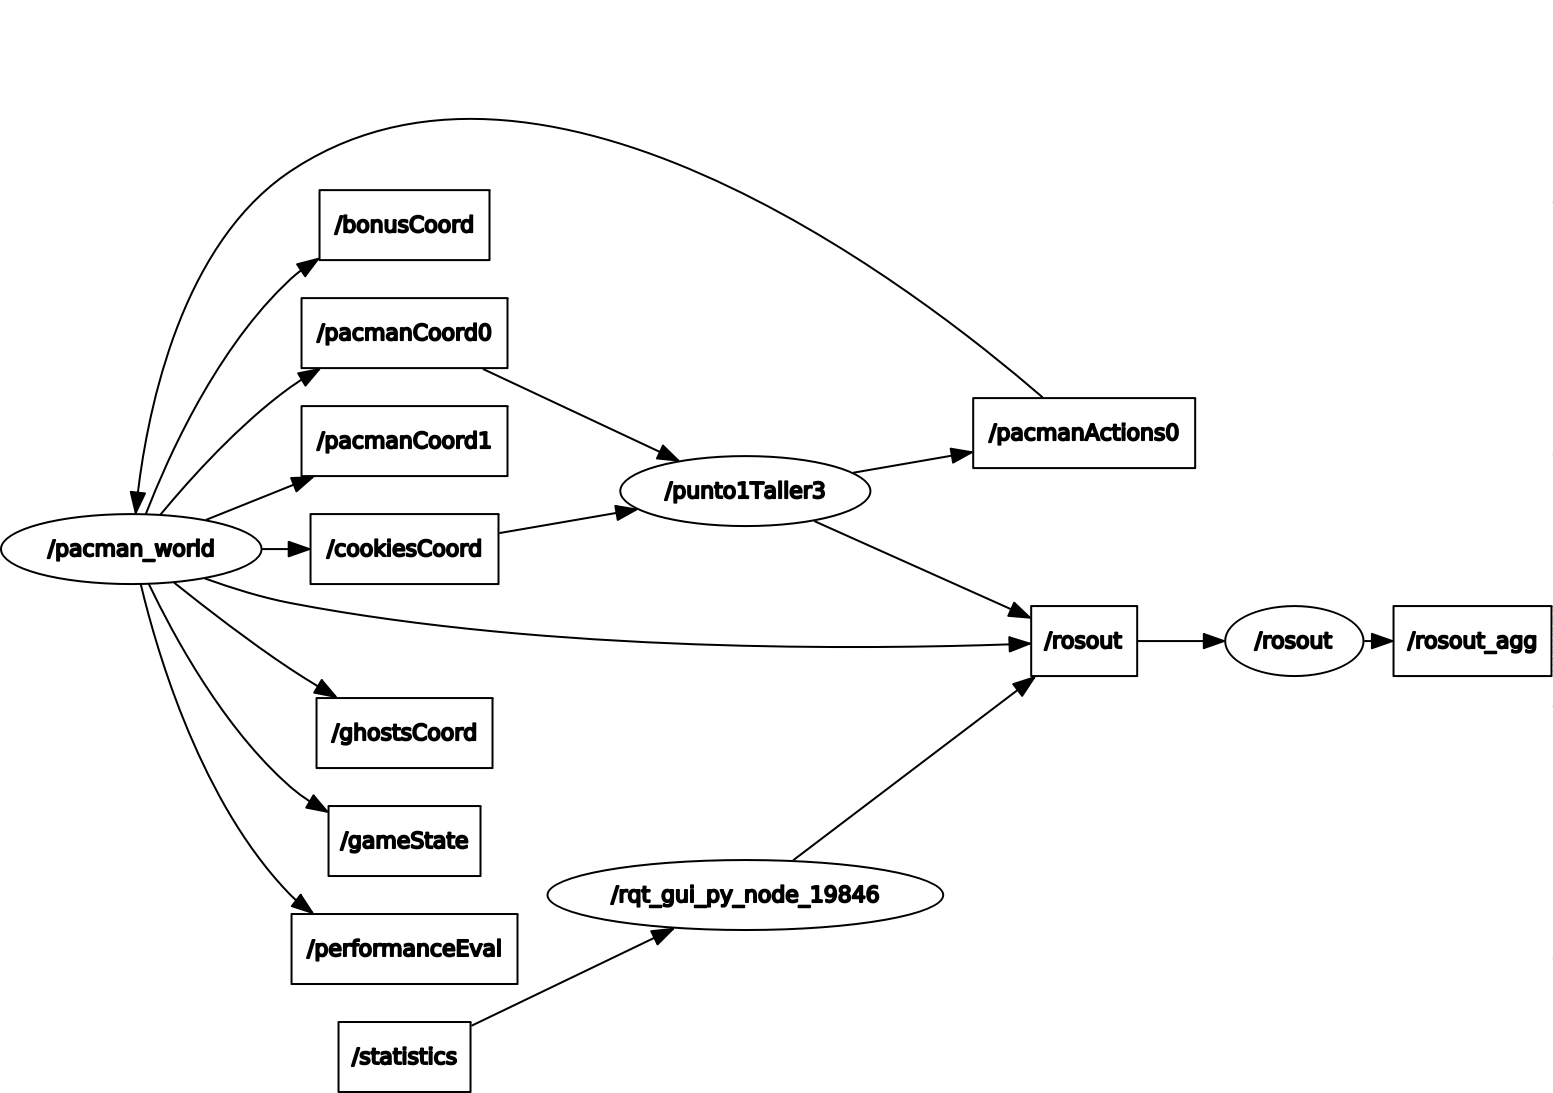 /bonusCoord
/pacmanCoord0
/pacmanCoord1
/pacmanActions0
/punto1Taller3
/pacman_world
/cookiesCoord
/rosout
/rosout
/rosout_agg
/ghostsCoord
/gameState
/rqt_gui_py_node_19846
/performanceEval
/statistics